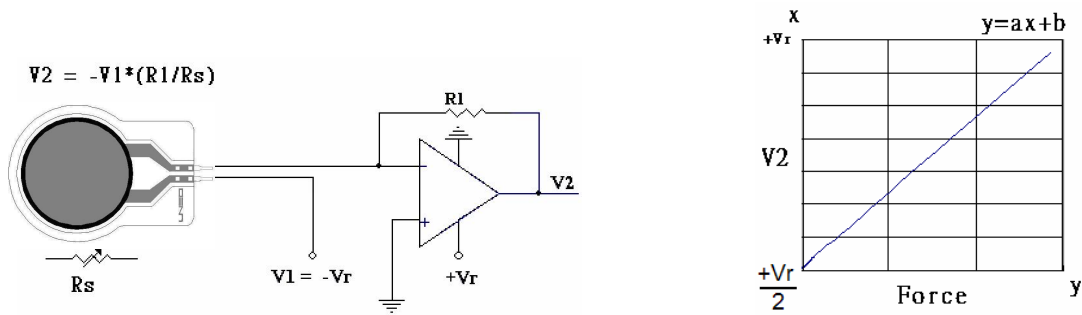 V2 = -V1*(R1/Rs)
R1
V2
V1 = -Vr
+Vr
Rs
x
y=ax+b
+Vr
V2
+Vr
2
Force
y